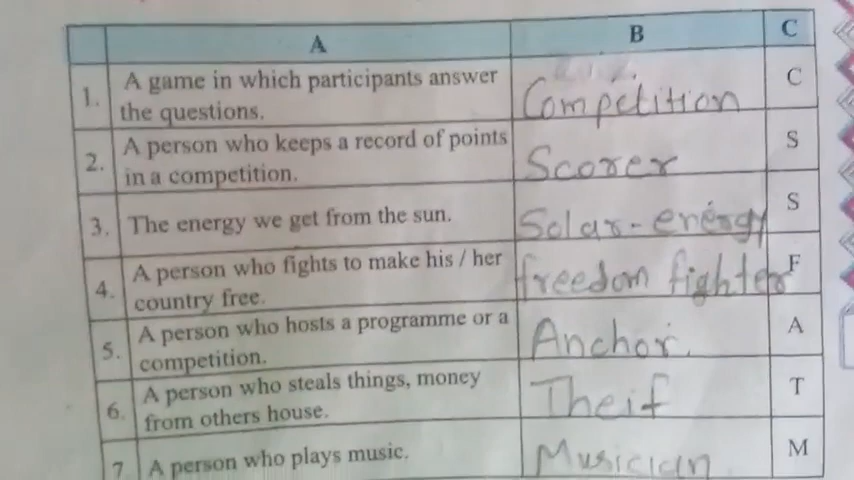 A B C
1. A game in which participants answer the questions. Competition C
2. A person who keeps a record of points in a competition. Scorer S
3. The energy we get from the sun. Solar-energy S
4. A person who fights to make his / her country free. freedom fighter F
5. A person who hosts a programme or a competition. Anchor. A
6. A person who steals things, money from others house. Theif T
7 A person who plays music. Musician M